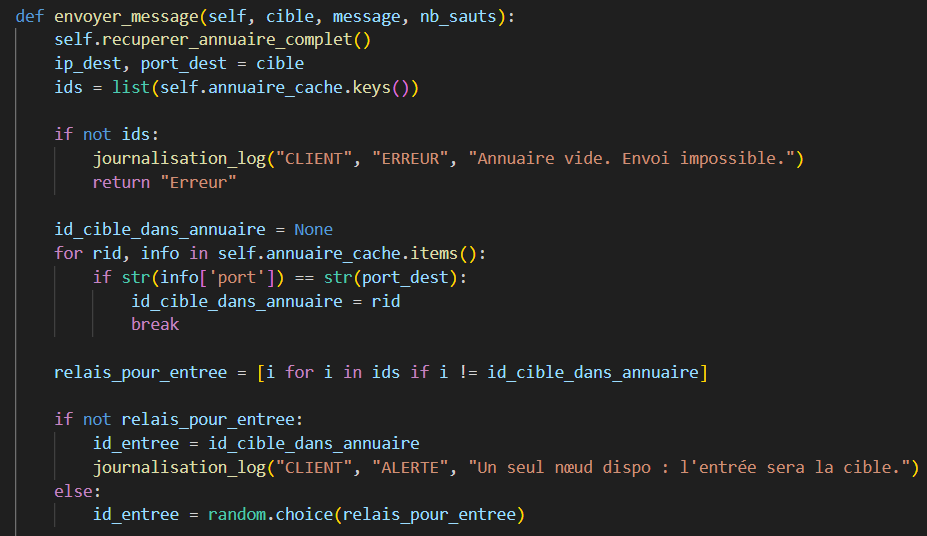 def envoyer_message(self, cible, message, nb_sauts):
    self.recuperer_annuaire_complet()
    ip_dest, port_dest = cible
    ids = list(self.annuaire_cache.keys())

    if not ids:
        journalisation_log("CLIENT", "ERREUR", "Annuaire vide. Envoi impossible.")
        return "Erreur"

    id_cible_dans_annuaire = None
    for rid, info in self.annuaire_cache.items():
        if str(info['port']) == str(port_dest):
            id_cible_dans_annuaire = rid
            break

    relais_pour_entree = [i for i in ids if i != id_cible_dans_annuaire]

    if not relais_pour_entree:
        id_entree = id_cible_dans_annuaire
        journalisation_log("CLIENT", "ALERTE", "Un seul nœud dispo : l'entrée sera la cible.")
    else:
        id_entree = random.choice(relais_pour_entree)